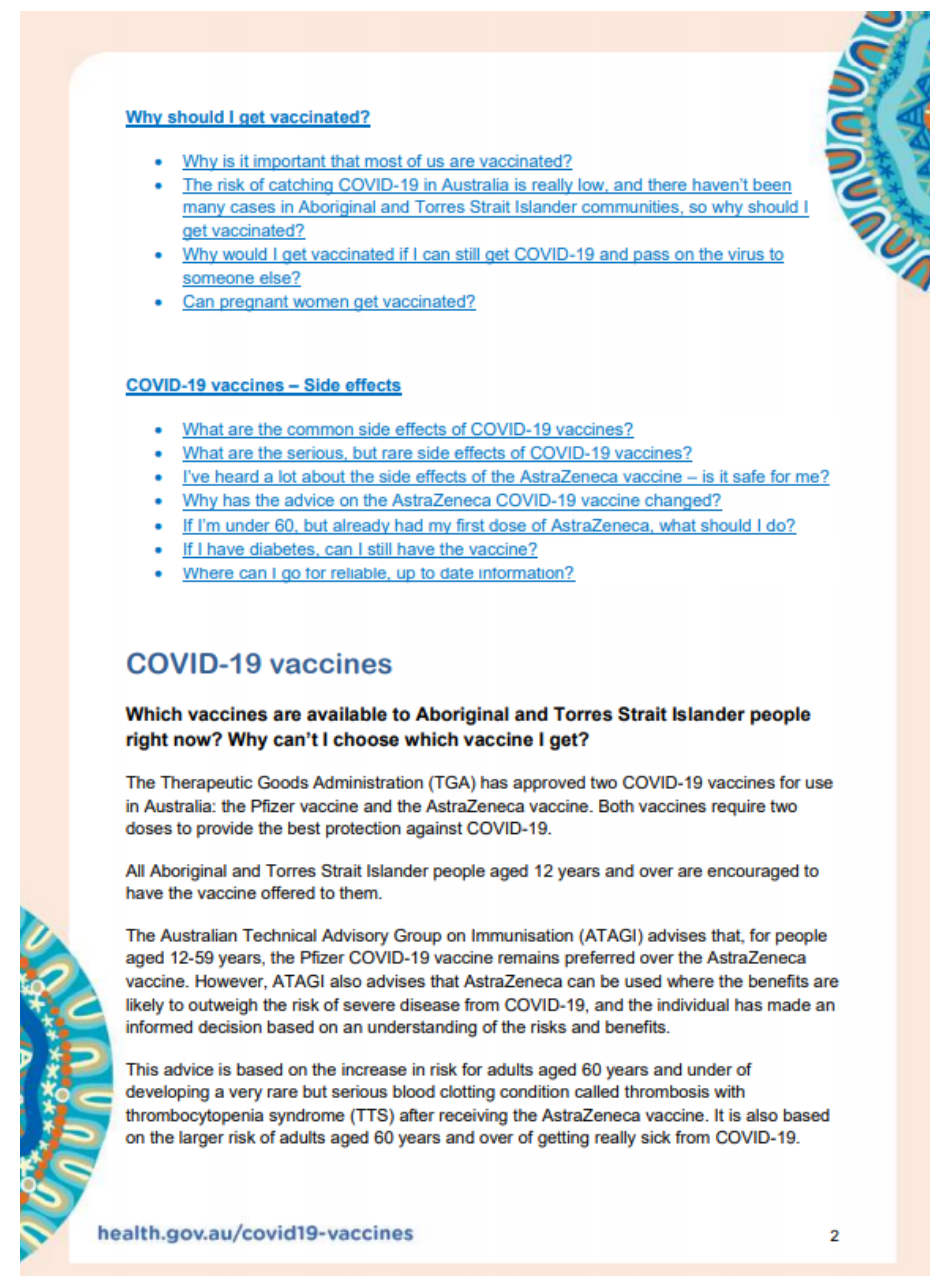 Why should I get vaccinated?
• Why is it important that most of us are vaccinated?
• The risk of catching COVID-19 in Australia is really low, and there haven't been
many cases in Aboriginal and Torres Strait Islander communities, so why should I
get vaccinated?
• Why would I get vaccinated if I can still get COVID-19 and pass on the virus to
someone else?
• Can pregnant women get vaccinated?
COVID-19 vaccines – Side effects
• What are the common side effects of COVID-19 vaccines?
• What are the serious, but rare side effects of COVID-19 vaccines?
• I've heard a lot about the side effects of the AstraZeneca vaccine – is it safe for me?
• Why has the advice on the AstraZeneca COVID-19 vaccine changed?
• If I'm under 60, but already had my first dose of AstraZeneca, what should I do?
• If I have diabetes, can I still have the vaccine?
• Where can I go for reliable, up to date information?
COVID-19 vaccines
Which vaccines are available to Aboriginal and Torres Strait Islander people
right now? Why can't I choose which vaccine I get?
The Therapeutic Goods Administration (TGA) has approved two COVID-19 vaccines for use
in Australia: the Pfizer vaccine and the AstraZeneca vaccine. Both vaccines require two
doses to provide the best protection against COVID-19.
All Aboriginal and Torres Strait Islander people aged 12 years and over are encouraged to
have the vaccine offered to them.
The Australian Technical Advisory Group on Immunisation (ATAGI) advises that, for people
aged 12-59 years, the Pfizer COVID-19 vaccine remains preferred over the AstraZeneca
vaccine. However, ATAGI also advises that AstraZeneca can be used where the benefits are
likely to outweigh the risk of severe disease from COVID-19, and the individual has made an
informed decision based on an understanding of the risks and benefits.
This advice is based on the increase in risk for adults aged 60 years and under of
developing a very rare but serious blood clotting condition called thrombosis with
thrombocytopenia syndrome (TTS) after receiving the AstraZeneca vaccine. It is also based
on the larger risk of adults aged 60 years and over of getting really sick from COVID-19.
health.gov.au/covid19-vaccines
2